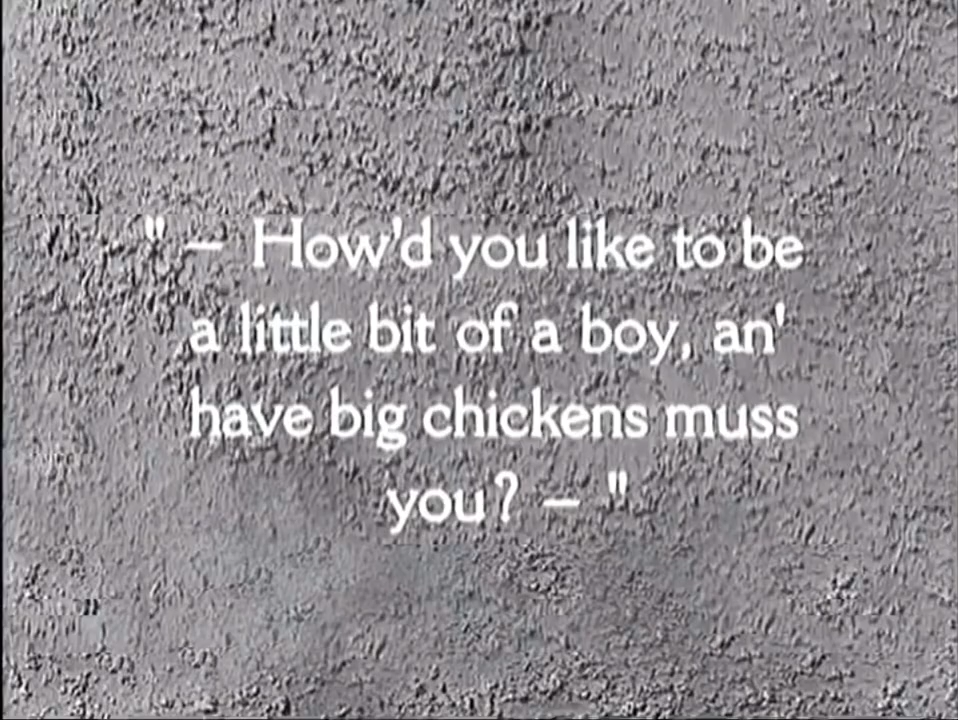 " – How'd you like to be
a little bit of a boy, an'
have big chickens muss
you? – "